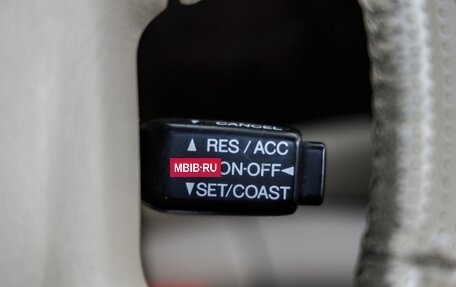 ▼ CANCEL
▲ RES / ACC
MBIB·RU ON-OFF ◄
▼ SET/COAST